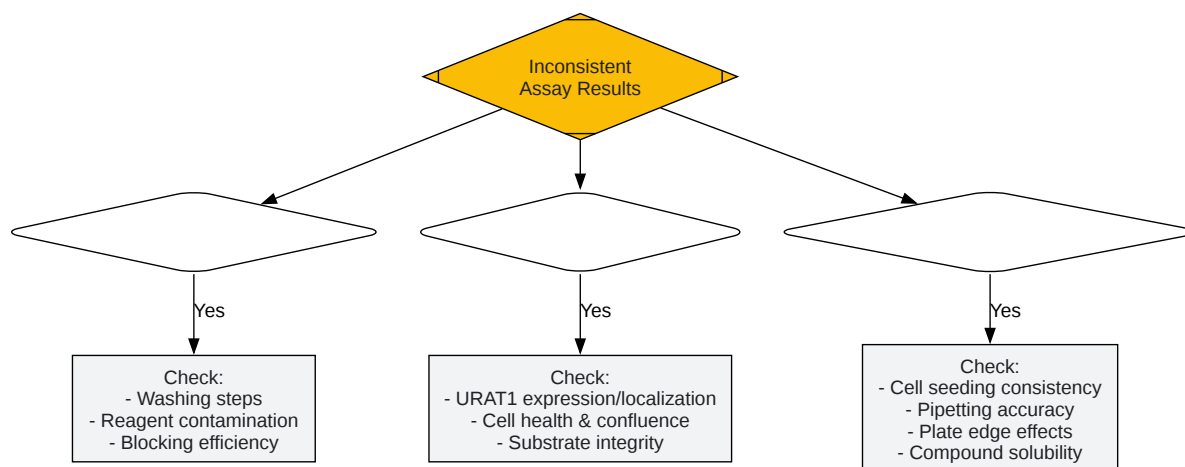 Inconsistent
Assay Results
Yes
Yes
Yes
Check:
- Washing steps
- Reagent contamination
- Blocking efficiency
Check:
- URAT1 expression/localization
- Cell health & confluence
- Substrate integrity
Check:
- Cell seeding consistency
- Pipetting accuracy
- Plate edge effects
- Compound solubility